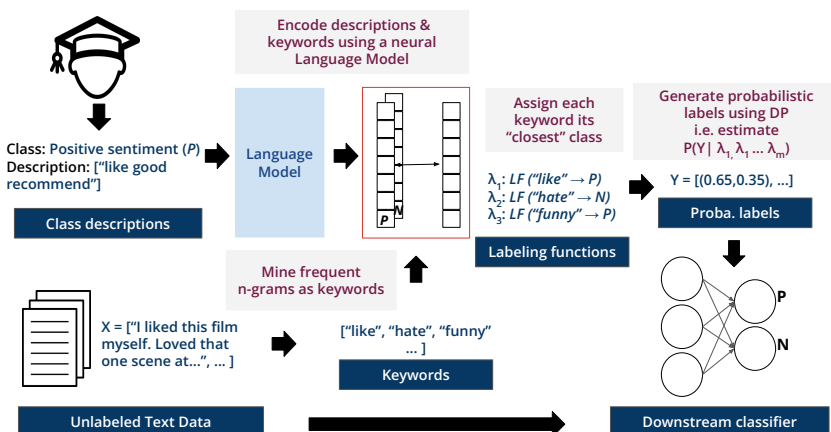 Encode descriptions &
keywords using a neural
Language Model
Class: Positive sentiment (P)
Description: ["like good
recommend"]
Class descriptions
Language
Model
P
N
Assign each
keyword its
"closest" class
λ1: LF ("like" → P)
λ2: LF ("hate" → N)
λ3: LF ("funny" → P)
Labeling functions
Generate probabilistic
labels using DP
i.e. estimate
P(Y| λ1, λ1 ... λm)
Y = [(0.65,0.35), ...]
Proba. labels
Mine frequent
n-grams as keywords
X = ["I liked this film
myself. Loved that
one scene at...", ... ]
["like", "hate", "funny"
... ]
Keywords
P
N
Unlabeled Text Data
Downstream classifier